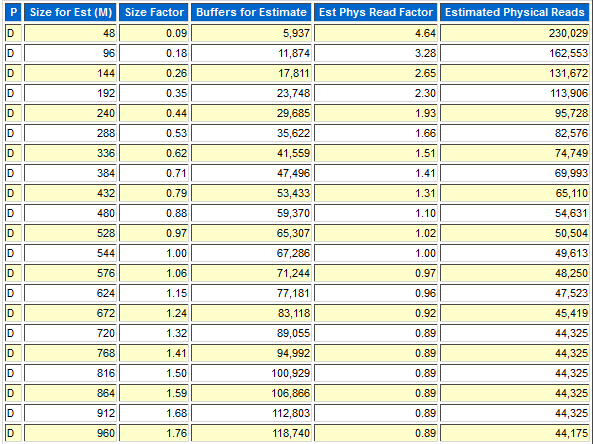 P Size for Est (M) Size Factor Buffers for Estimate Est Phys Read Factor Estimated Physical Reads
D 48 0.09 5,937 4.64 230,029
D 96 0.18 11,874 3.28 162,553
D 144 0.26 17,811 2.65 131,672
D 192 0.35 23,748 2.30 113,906
D 240 0.44 29,685 1.93 95,728
D 288 0.53 35,622 1.66 82,576
D 336 0.62 41,559 1.51 74,749
D 384 0.71 47,496 1.41 69,993
D 432 0.79 53,433 1.31 65,110
D 480 0.88 59,370 1.10 54,631
D 528 0.97 65,307 1.02 50,504
D 544 1.00 67,286 1.00 49,613
D 576 1.06 71,244 0.97 48,250
D 624 1.15 77,181 0.96 47,523
D 672 1.24 83,118 0.92 45,419
D 720 1.32 89,055 0.89 44,325
D 768 1.41 94,992 0.89 44,325
D 816 1.50 100,929 0.89 44,325
D 864 1.59 106,866 0.89 44,325
D 912 1.68 112,803 0.89 44,325
D 960 1.76 118,740 0.89 44,175